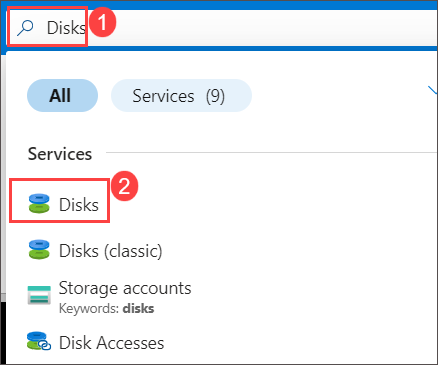 Disks 1
All Services (9)
Services
2
Disks
Disks (classic)
Storage accounts
Keywords: disks
Disk Accesses